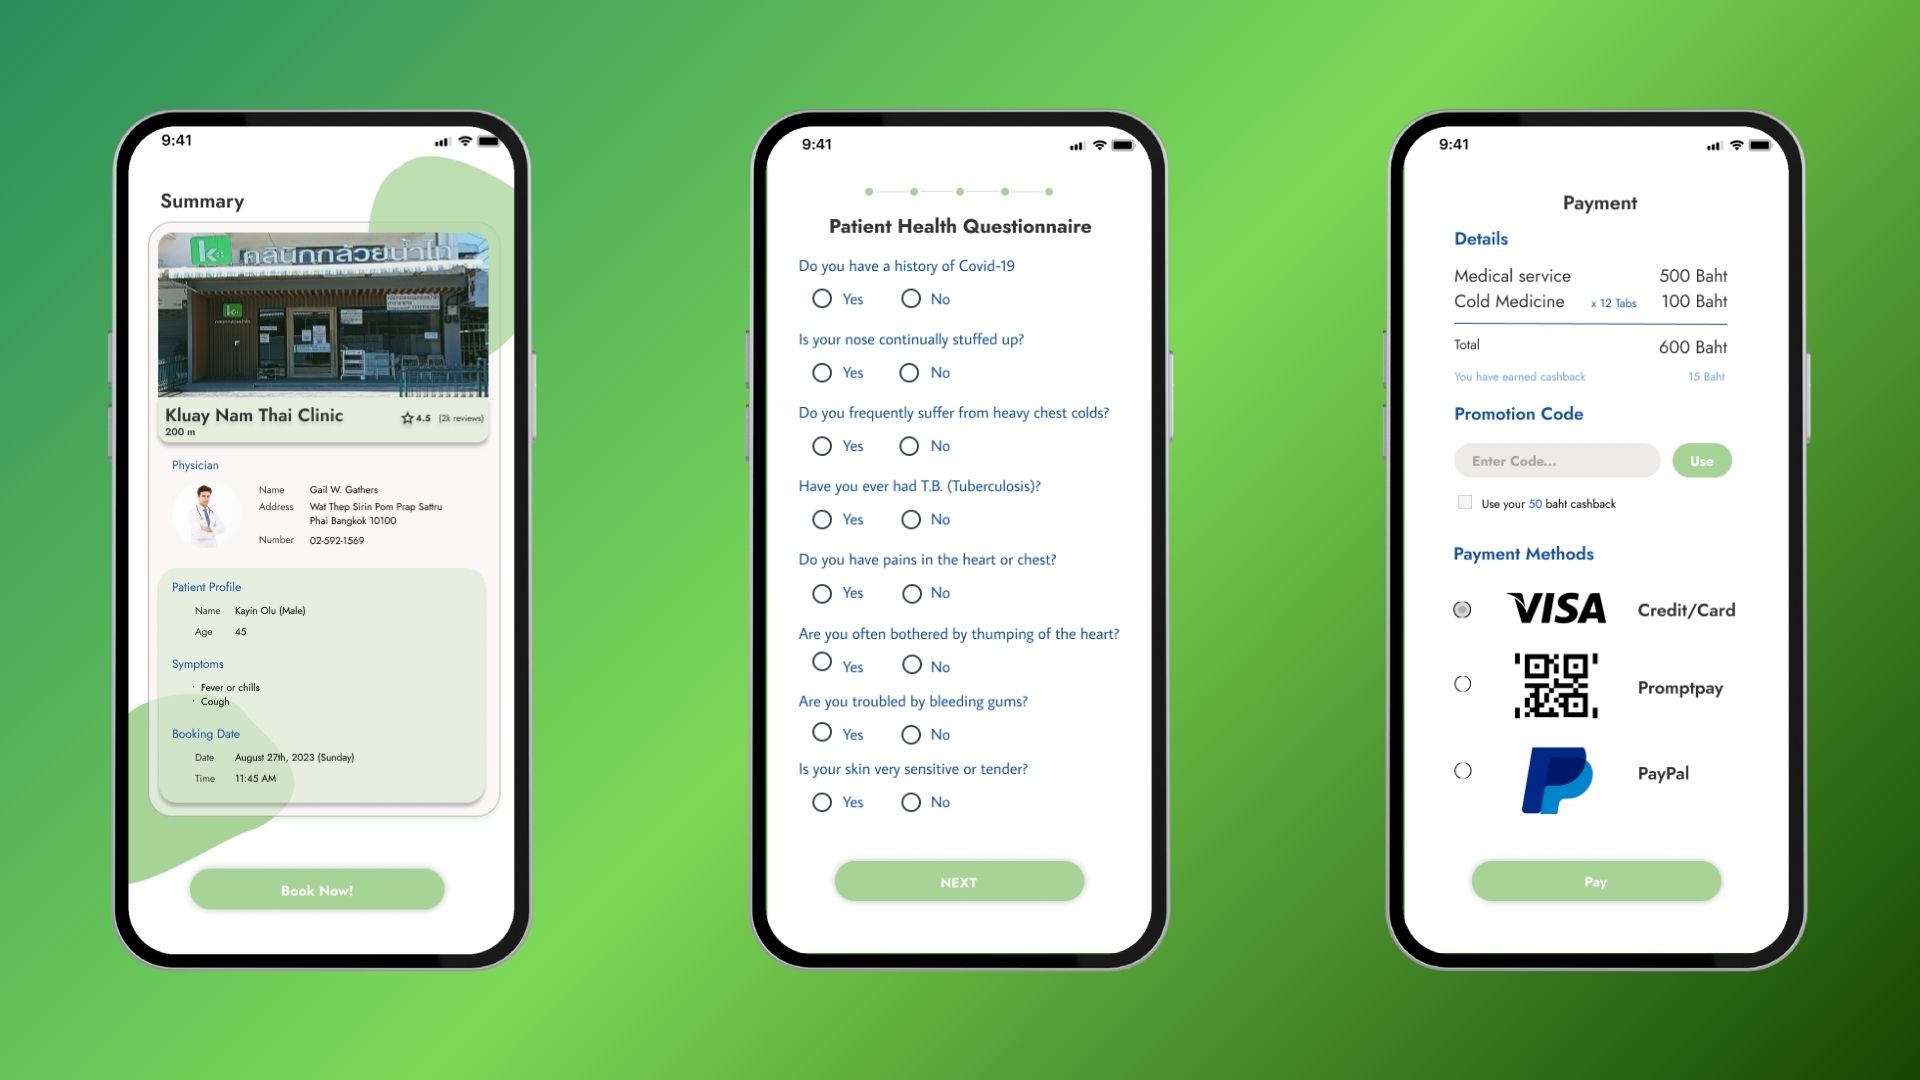 9:41
Summary
k
คลินิกกล้วยน้ำไท
k
Kluay Nam Thai Clinic
4.5 (2k reviews)
200 m
Physician
Name Gail W. Gathers
Address Wat Thep Sirin Pom Prap Sattru
Phai Bangkok 10100
Number 02-592-1569
Patient Profile
Name Kayin Olu (Male)
Age 45
Symptoms
· Fever or chills
· Cough
Booking Date
Date August 27th, 2023 (Sunday)
Time 11:45 AM
Book Now!
9:41
Patient Health Questionnaire
Do you have a history of Covid-19
Yes No
Is your nose continually stuffed up?
Yes No
Do you frequently suffer from heavy chest colds?
Yes No
Have you ever had T.B. (Tuberculosis)?
Yes No
Do you have pains in the heart or chest?
Yes No
Are you often bothered by thumping of the heart?
Yes No
Are you troubled by bleeding gums?
Yes No
Is your skin very sensitive or tender?
Yes No
NEXT
9:41
Payment
Details
Medical service 500 Baht
Cold Medicine x 12 Tabs 100 Baht
Total 600 Baht
You have earned cashback 15 Baht
Promotion Code
Enter Code... Use
Use your 50 baht cashback
Payment Methods
VISA Credit/Card
Promptpay
PayPal
Pay